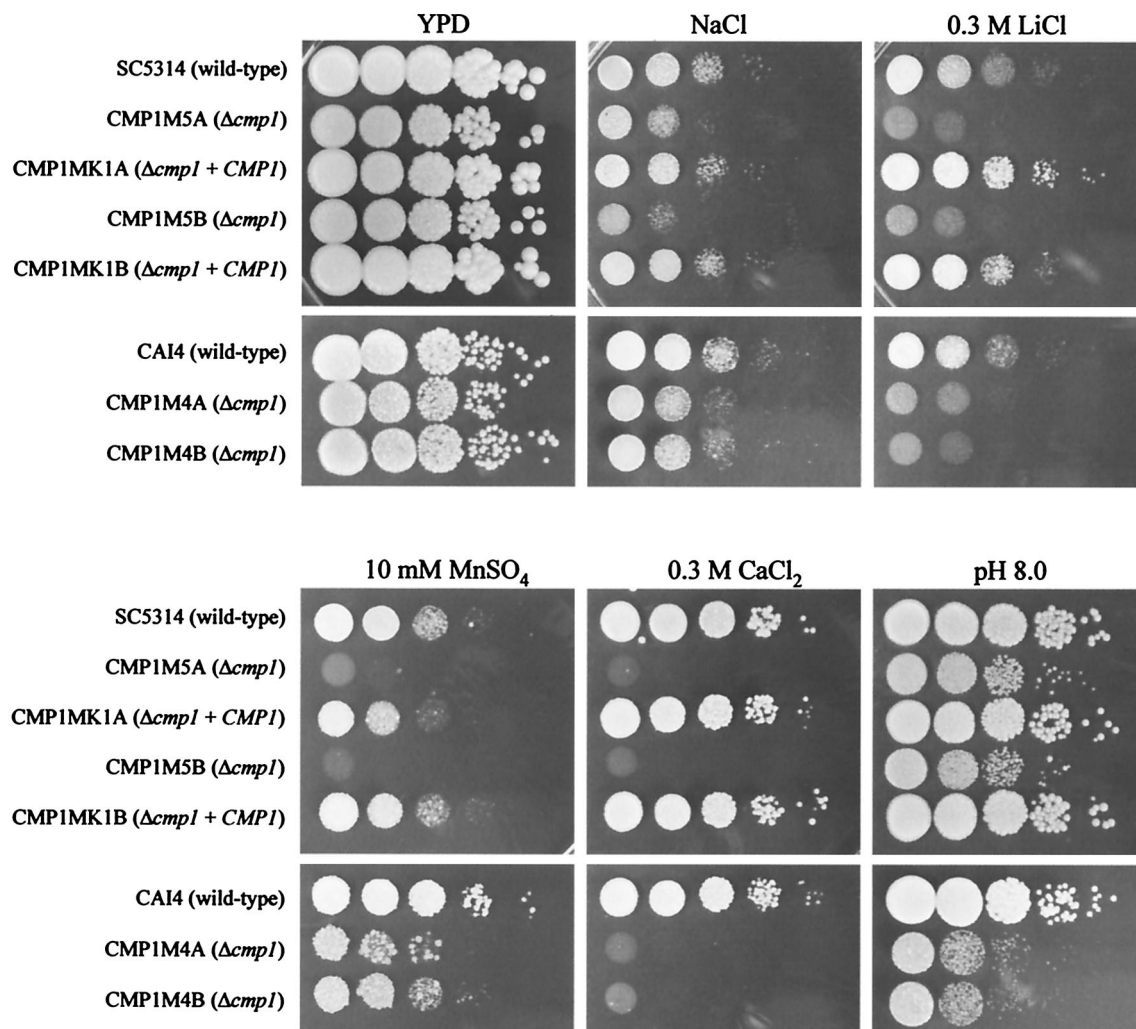 YPD NaCl 0.3 M LiCl
SC5314 (wild-type)
CMP1M5A (Δcmp1)
CMP1MK1A (Δcmp1 + CMP1)
CMP1M5B (Δcmp1)
CMP1MK1B (Δcmp1 + CMP1)
CAI4 (wild-type)
CMP1M4A (Δcmp1)
CMP1M4B (Δcmp1)
10 mM MnSO₄ 0.3 M CaCl₂ pH 8.0
SC5314 (wild-type)
CMP1M5A (Δcmp1)
CMP1MK1A (Δcmp1 + CMP1)
CMP1M5B (Δcmp1)
CMP1MK1B (Δcmp1 + CMP1)
CAI4 (wild-type)
CMP1M4A (Δcmp1)
CMP1M4B (Δcmp1)